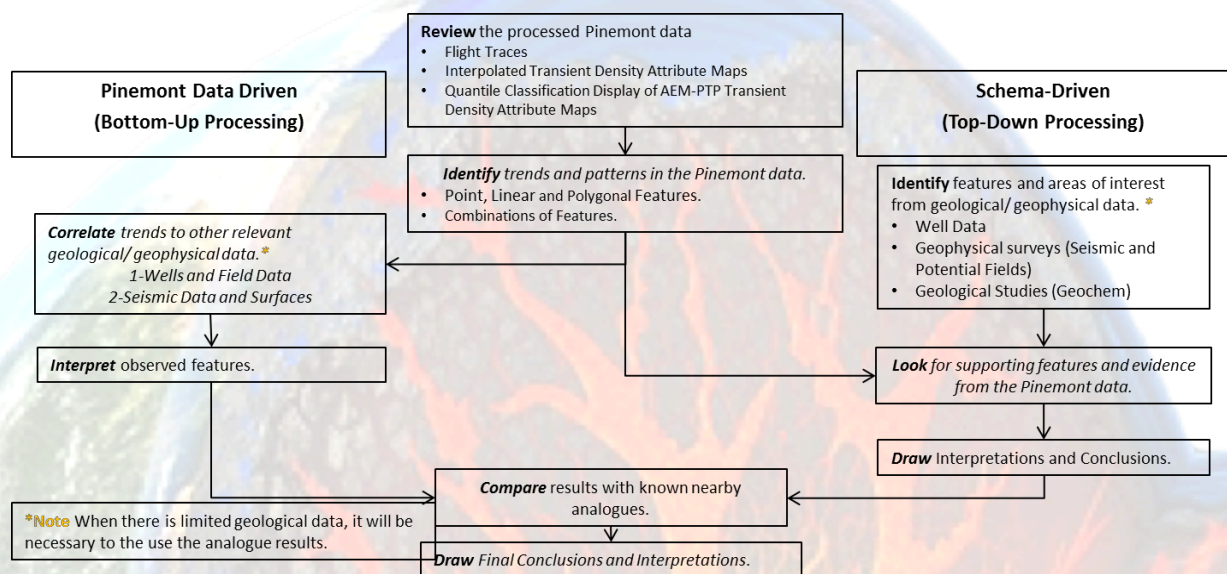 Review the processed Pinemont data
• Flight Traces
• Interpolated Transient Density Attribute Maps
• Quantile Classification Display of AEM-PTP Transient
Density Attribute Maps
Pinemont Data Driven
(Bottom-Up Processing)
Schema-Driven
(Top-Down Processing)
Identify trends and patterns in the Pinemont data.
• Point, Linear and Polygonal Features.
• Combinations of Features.
Identify features and areas of interest
from geological/ geophysical data. *
• Well Data
• Geophysical surveys (Seismic and
Potential Fields)
• Geological Studies (Geochem)
Correlate trends to other relevant
geological/ geophysical data.*
1-Wells and Field Data
2-Seismic Data and Surfaces
Interpret observed features.
Look for supporting features and evidence
from the Pinemont data.
Draw Interpretations and Conclusions.
Compare results with known nearby
analogues.
*Note When there is limited geological data, it will be
necessary to the use the analogue results.
Draw Final Conclusions and Interpretations.